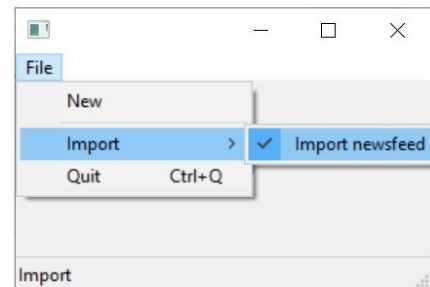 File
New
Import Import newsfeed
Quit Ctrl+Q
Import